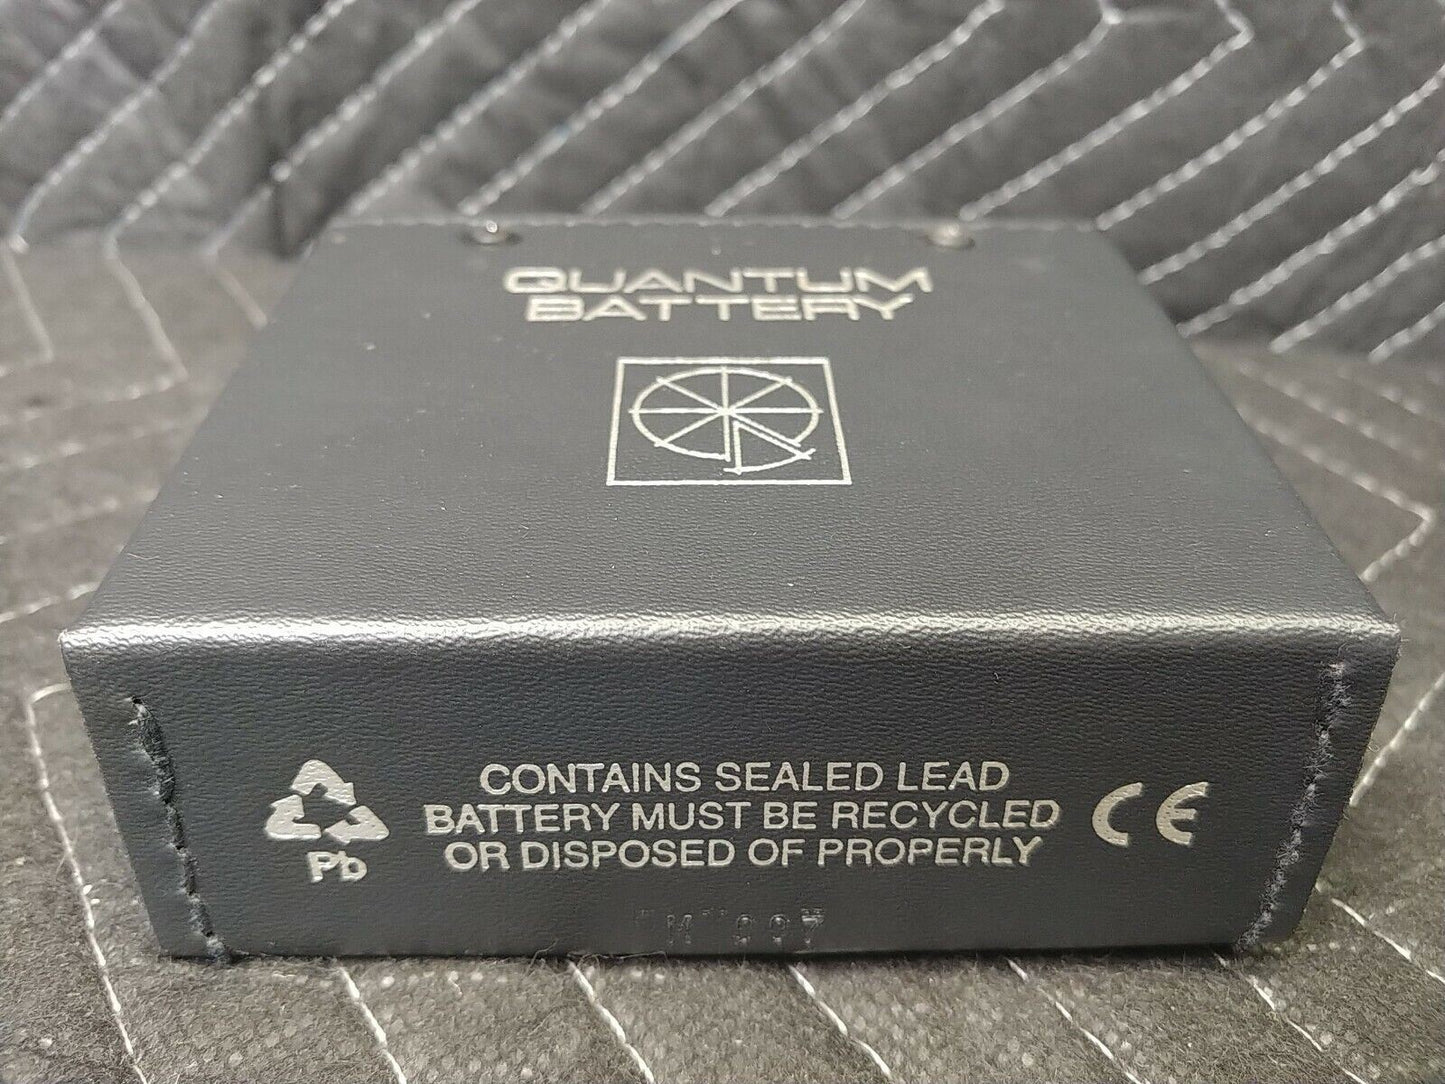 QUANTUM
BATTERY
CONTAINS SEALED LEAD
BATTERY MUST BE RECYCLED
OR DISPOSED OF PROPERLY
Pb
CE